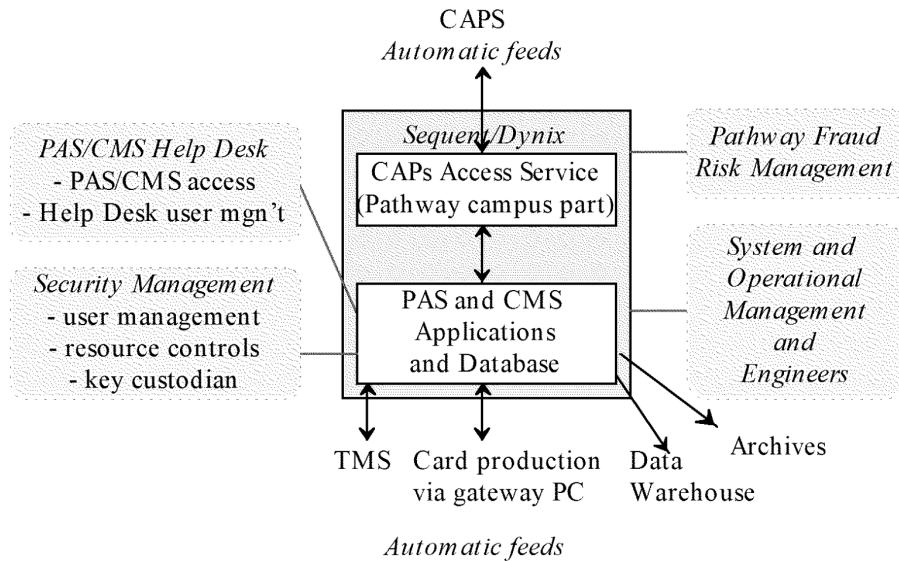 CAPS
Automatic feeds
Sequent/Dynix
CAPs Access Service
(Pathway campus part)
PAS/CMS Help Desk
- PAS/CMS access
- Help Desk user mgn't
Security Management
- user management
- resource controls
- key custodian
PAS and CMS
Applications
and Database
Pathway Fraud
Risk Management
System and
Operational
Management
and
Engineers
TMS
Card production
via gateway PC
Data
Warehouse
Archives
Automatic feeds